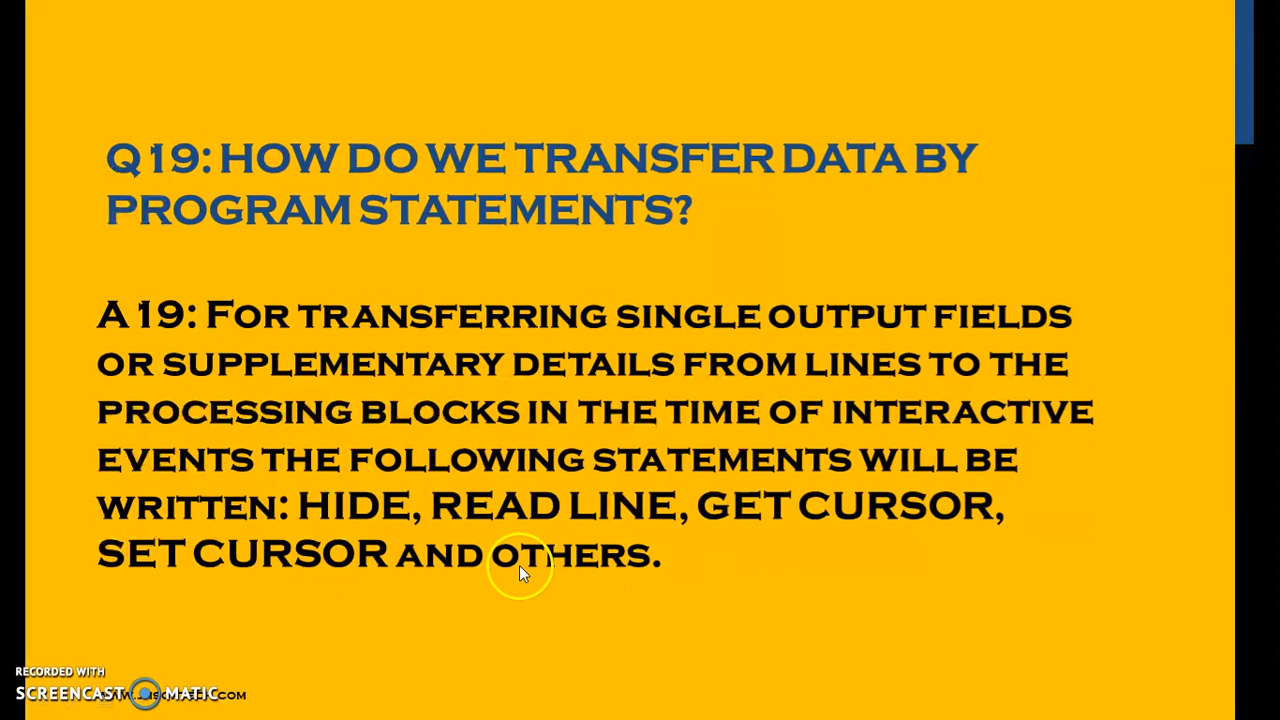 Q19: HOW DO WE TRANSFER DATA BY
PROGRAM STATEMENTS?
A19: FOR TRANSFERRING SINGLE OUTPUT FIELDS
OR SUPPLEMENTARY DETAILS FROM LINES TO THE
PROCESSING BLOCKS IN THE TIME OF INTERACTIVE
EVENTS THE FOLLOWING STATEMENTS WILL BE
WRITTEN: HIDE, READ LINE, GET CURSOR,
SET CURSOR AND OTHERS.
RECORDED WITH
SCREENCAST MATIC